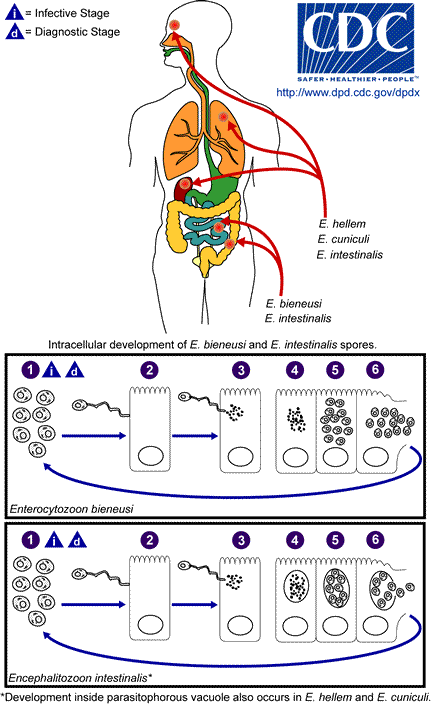 i = Infective Stage
d = Diagnostic Stage
CDC
SAFER • HEALTHIER • PEOPLE™
http://www.dpd.cdc.gov/dpdx
E. hellem
E. cuniculi
E. intestinalis
E. bieneusi
E. intestinalis
Intracellular development of E. bieneusi and E. intestinalis spores.
1 i d 2 3 4 5 6
Enterocytozoon bieneusi
1 i d 2 3 4 5 6
Encephalitozoon intestinalis*
*Development inside parasitophorous vacuole also occurs in E. hellem and E. cuniculi.